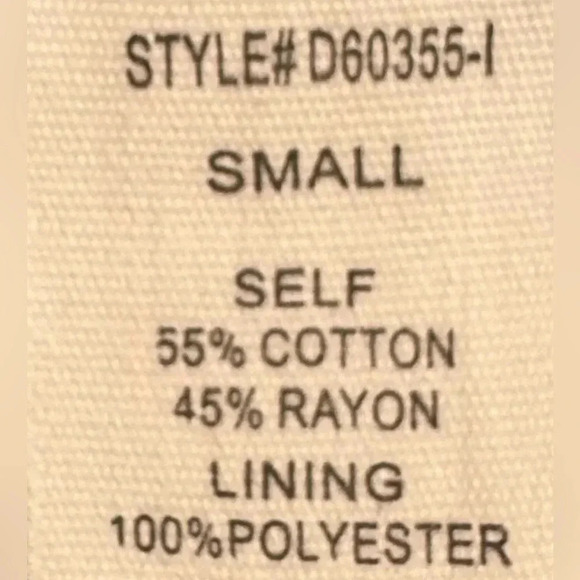 STYLE# D60355-I
SMALL
SELF
55% COTTON
45% RAYON
LINING
100%POLYESTER